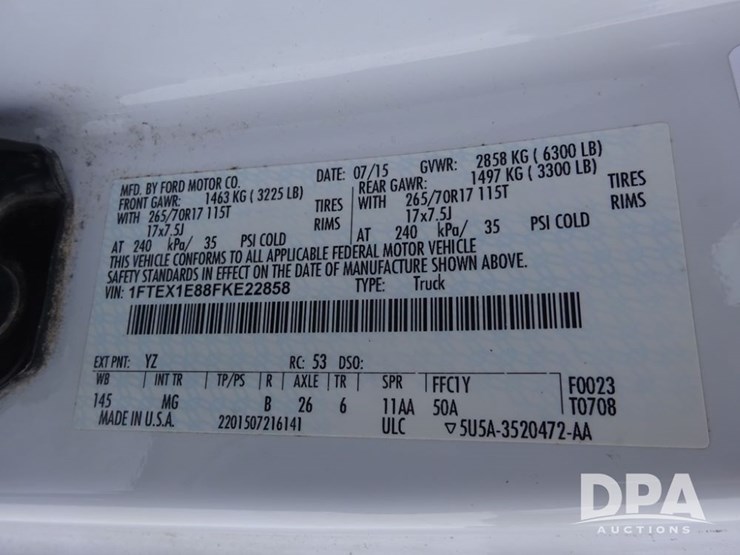 MFD. BY FORD MOTOR CO. DATE: 07/15 GVWR: 2858 KG ( 6300 LB)
FRONT GAWR: 1463 KG ( 3225 LB) REAR GAWR: 1497 KG ( 3300 LB)
WITH 265/70R17 115T TIRES WITH 265/70R17 115T TIRES
17x7.5J RIMS 17x7.5J RIMS
AT 240 kPa/ 35 PSI COLD AT 240 kPa/ 35 PSI COLD
THIS VEHICLE CONFORMS TO ALL APPLICABLE FEDERAL MOTOR VEHICLE
SAFETY STANDARDS IN EFFECT ON THE DATE OF MANUFACTURE SHOWN ABOVE.
VIN: 1FTEX1E88FKE22858 TYPE: Truck
EXT PNT: YZ RC: 53 DSO:
WB INT TR TP/PS R AXLE TR SPR FFC1Y F0023
145 MG B 26 6 11AA 50A T0708
MADE IN U.S.A. 2201507216141 ULC ▽5U5A-3520472-AA
DPA
AUCTIONS